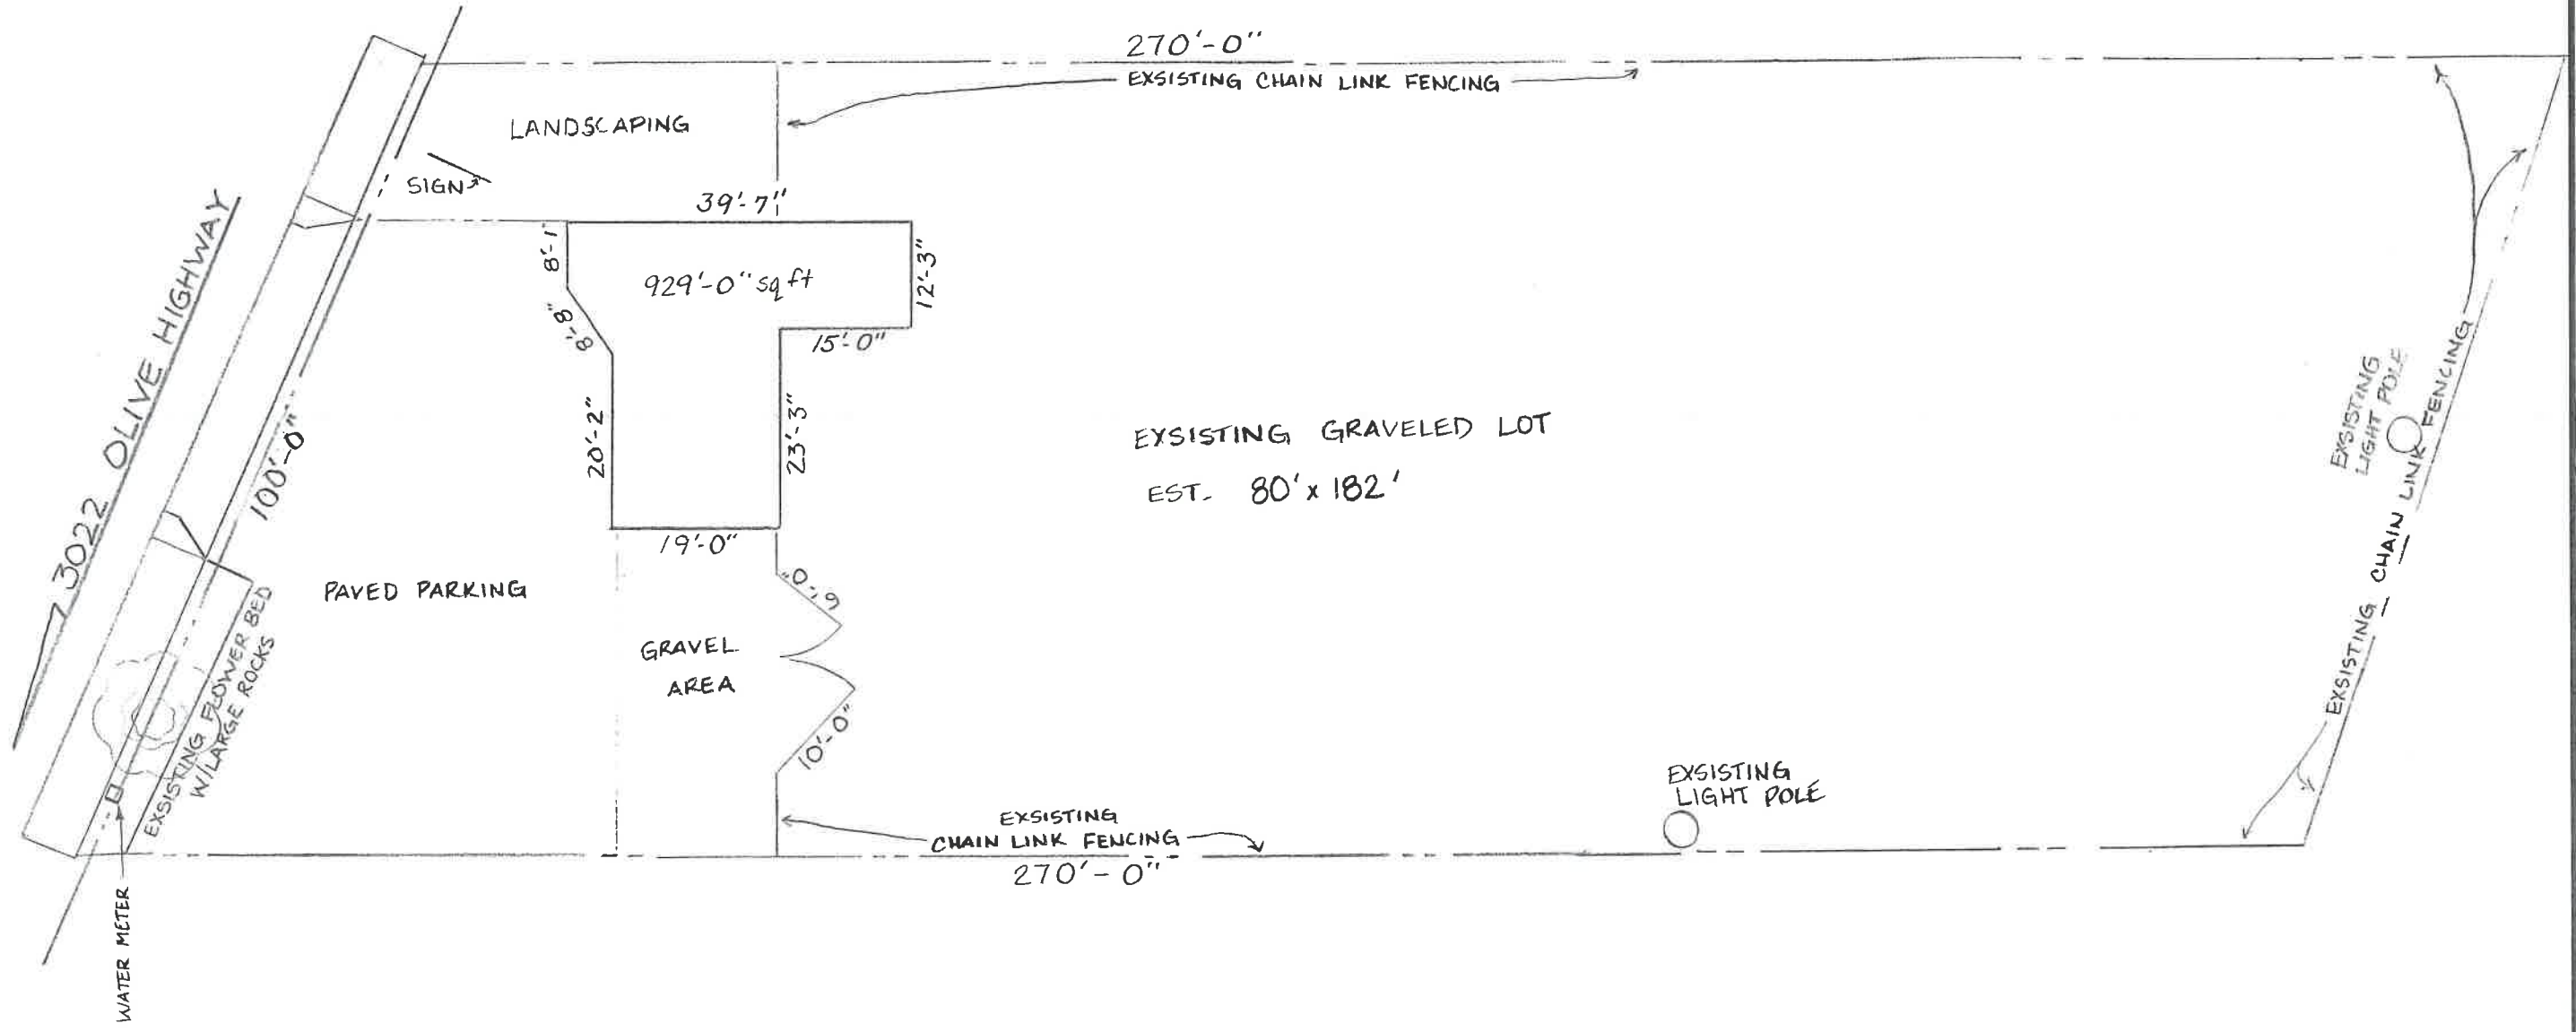 270'-0"
EXSISTING CHAIN LINK FENCING
LANDSCAPING
SIGN
39'-7"
8'-1"
929'-0" sq ft
12'-3"
8'-8"
15'-0"
3022 OLIVE HIGHWAY
100'-0"
20'-2"
23'-3"
19'-0"
EXSISTING GRAVELED LOT
EST. 80' x 182'
EXSISTING
LIGHT POLE
EXSISTING CHAIN LINK FENCING
PAVED PARKING
6'-0"
GRAVEL
AREA
10'-0"
EXSISTING FLOWER BED
W/LARGE ROCKS
EXSISTING
LIGHT POLE
EXSISTING
CHAIN LINK FENCING
270'-0"
WATER METER